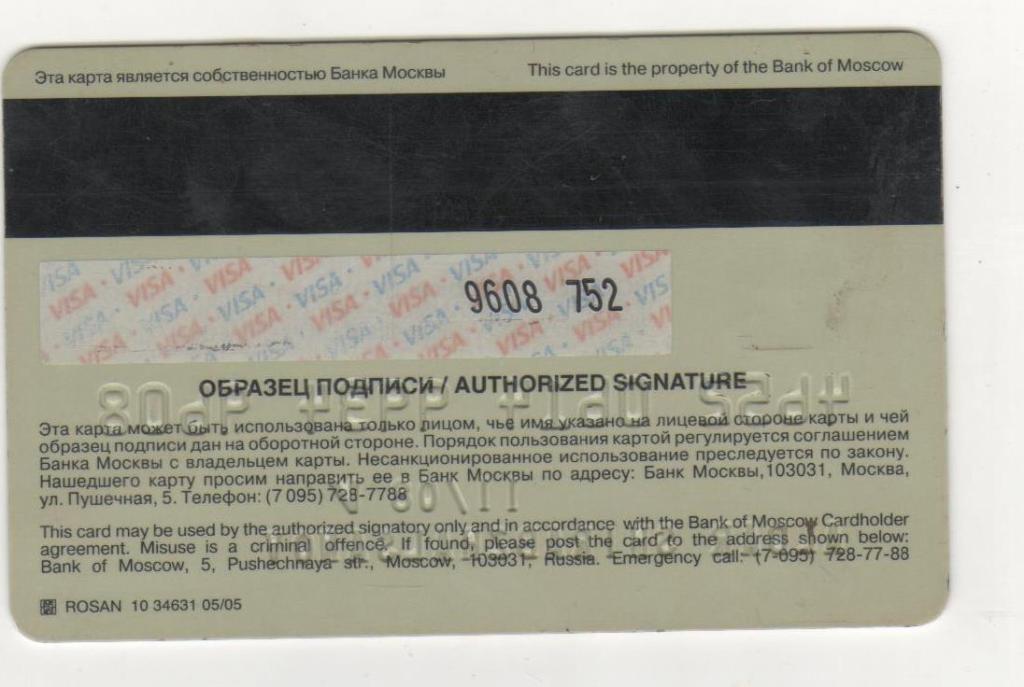 Эта карта является собственностью Банка Москвы This card is the property of the Bank of Moscow
VISA
9608 752
ОБРАЗЕЦ ПОДПИСИ / AUTHORIZED SIGNATURE
Эта карта может быть использована только лицом, чье имя указано на лицевой стороне карты и чей
образец подписи дан на оборотной стороне. Порядок пользования картой регулируется соглашением
Банка Москвы с владельцем карты. Несанкционированное использование преследуется по закону.
Нашедшего карту просим направить ее в Банк Москвы по адресу: Банк Москвы,103031, Москва,
ул. Пушечная, 5. Телефон: (7 095) 728-7788
This card may be used by the authorized signatory only and in accordance with the Bank of Moscow Cardholder
agreement. Misuse is a criminal offence. If found, please post the card to the address shown below:
Bank of Moscow, 5, Pushechnaya str., Moscow, 103031, Russia. Emergency call: (7-095) 728-77-88
ROSAN 10 34631 05/05